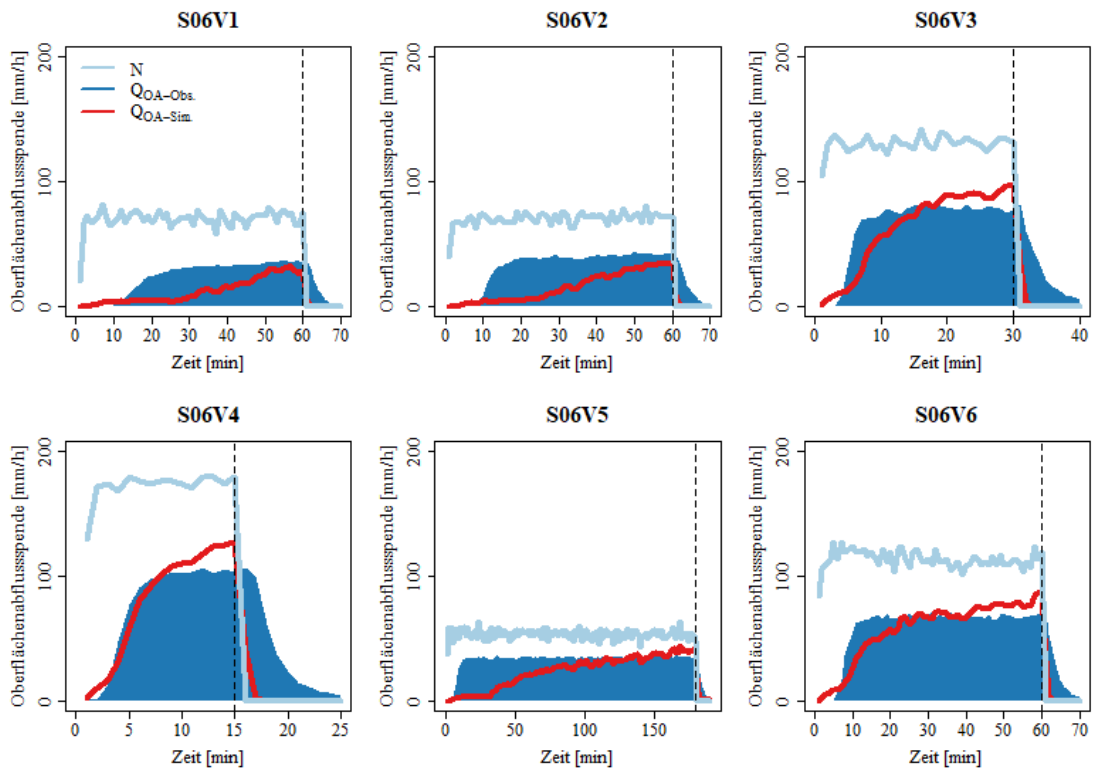 S06V1
Oberflächenabflussspende [mm/h]
200
100
0
N
Q_OA–Obs.
Q_OA–Sim.
0 10 20 30 40 50 60 70
Zeit [min]
S06V2
Oberflächenabflussspende [mm/h]
200
100
0
0 10 20 30 40 50 60 70
Zeit [min]
S06V3
Oberflächenabflussspende [mm/h]
200
100
0
0 10 20 30 40
Zeit [min]
S06V4
Oberflächenabflussspende [mm/h]
200
100
0
0 5 10 15 20 25
Zeit [min]
S06V5
Oberflächenabflussspende [mm/h]
200
100
0
0 50 100 150
Zeit [min]
S06V6
Oberflächenabflussspende [mm/h]
200
100
0
0 10 20 30 40 50 60 70
Zeit [min]